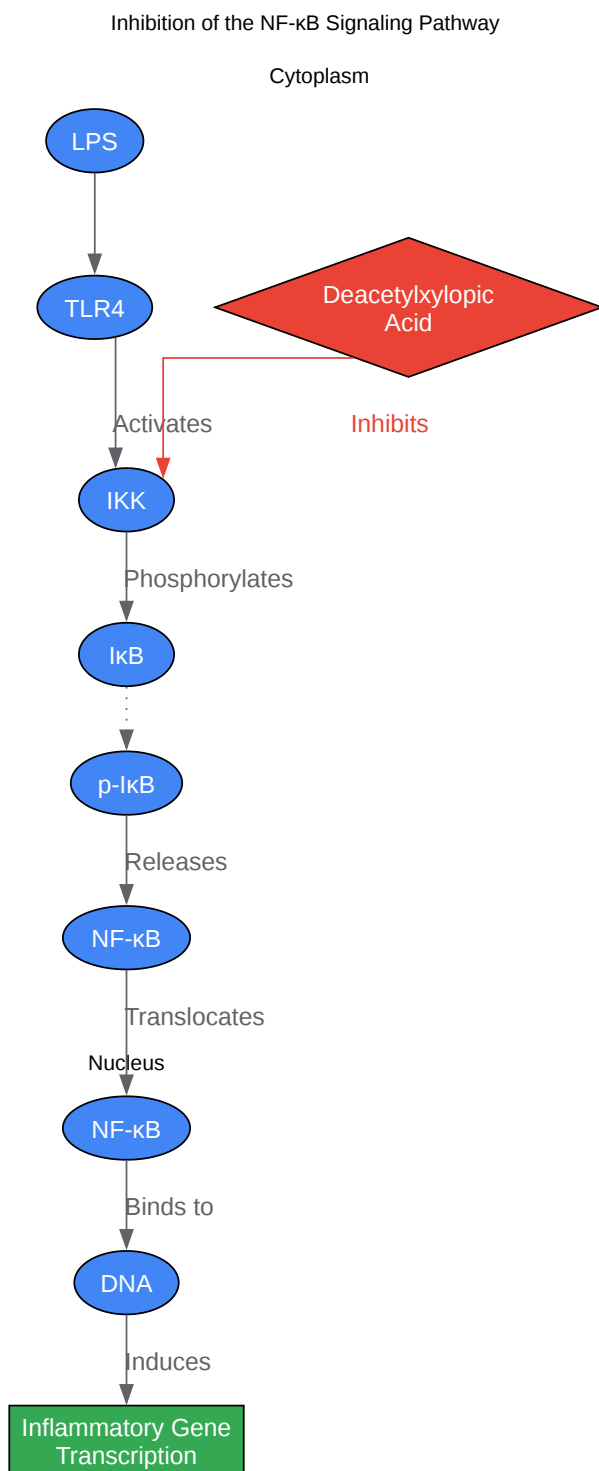 Inhibition of the NF-κB Signaling Pathway
Cytoplasm
LPS
TLR4
Deacetylxylopic
Acid
Activates
Inhibits
IKK
Phosphorylates
IκB
p-IκB
Releases
NF-κB
Translocates
Nucleus
NF-κB
Binds to
DNA
Induces
Inflammatory Gene
Transcription